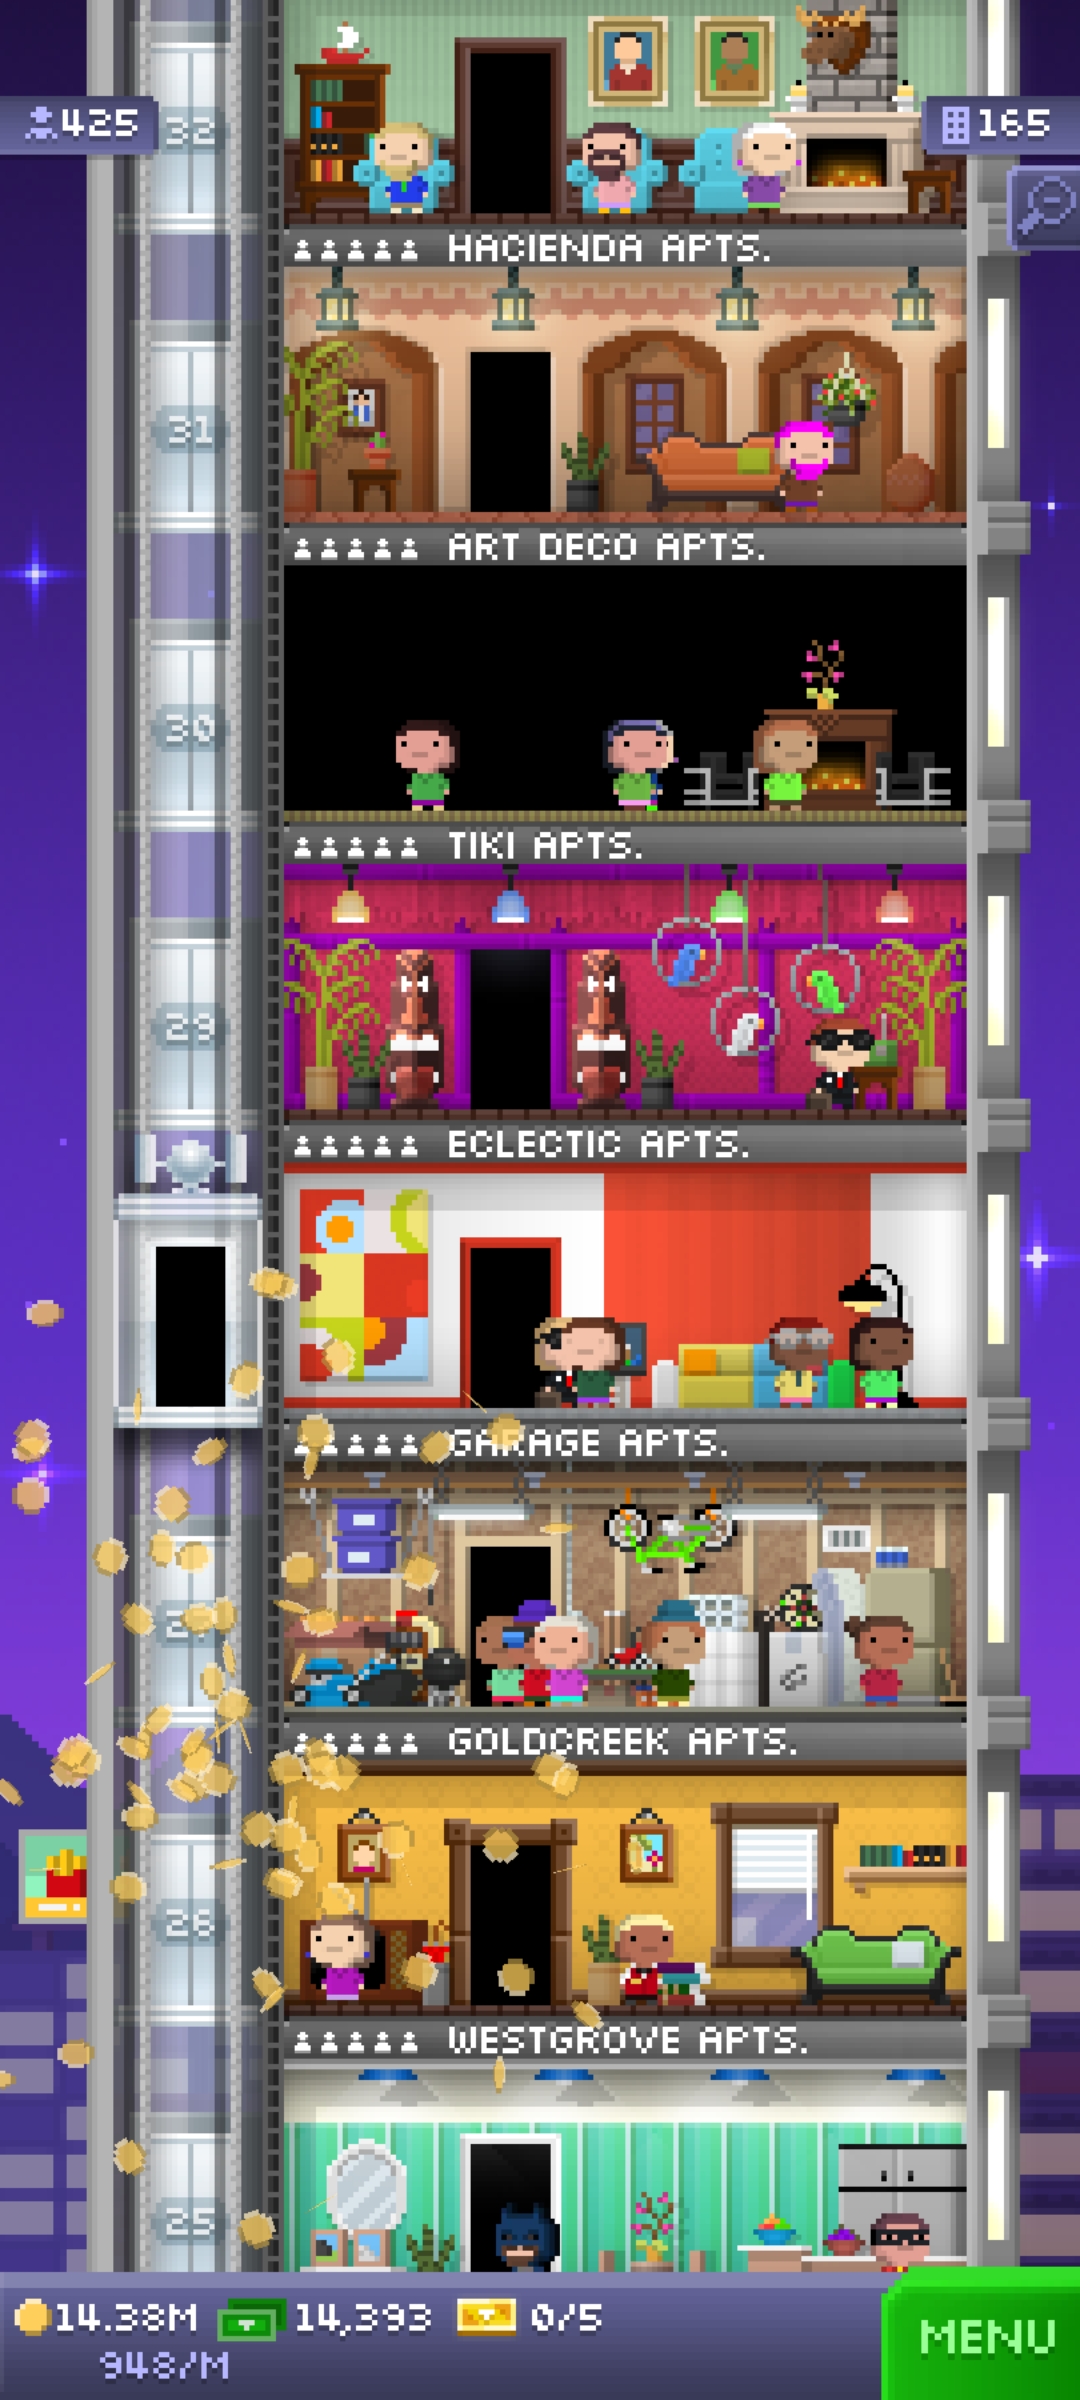 425
32
165
HACIENDA APTS.
31
ART DECO APTS.
30
TIKI APTS.
29
ECLECTIC APTS.
GARAGE APTS.
GOLDCREEK APTS.
26
WESTGROVE APTS.
25
14.38M 14,393 0/5
948/M
MENU